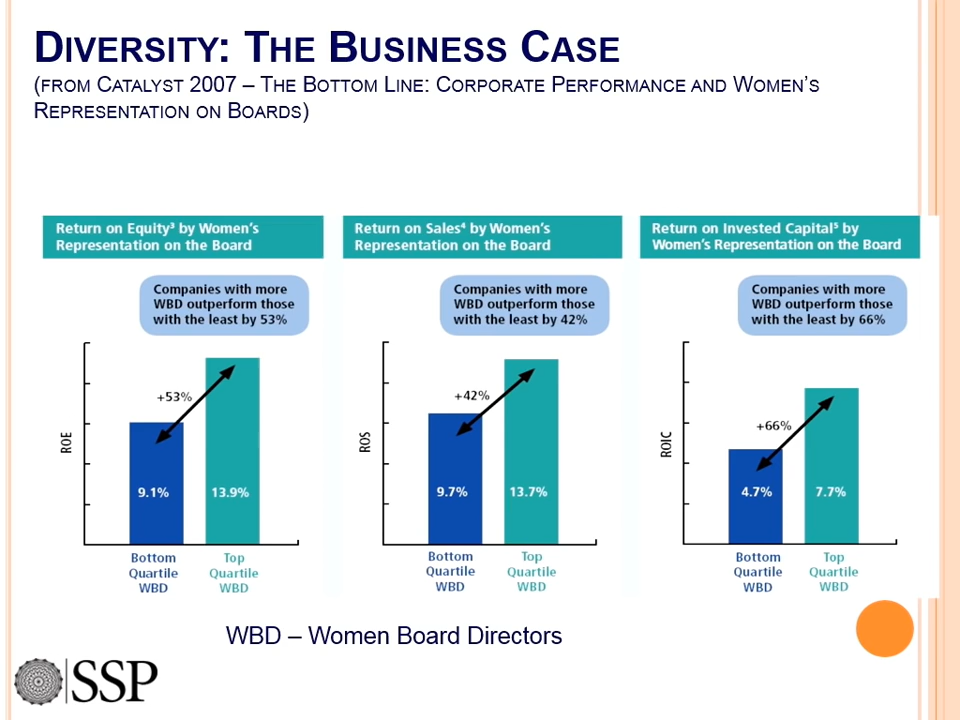 DIVERSITY: THE BUSINESS CASE
(FROM CATALYST 2007 – THE BOTTOM LINE: CORPORATE PERFORMANCE AND WOMEN’S
REPRESENTATION ON BOARDS)
Return on Equity³ by Women's
Representation on the Board
Companies with more
WBD outperform those
with the least by 53%
+53%
ROE
9.1%
13.9%
Bottom
Quartile
WBD
Top
Quartile
WBD
Return on Sales⁴ by Women's
Representation on the Board
Companies with more
WBD outperform those
with the least by 42%
+42%
ROS
9.7%
13.7%
Bottom
Quartile
WBD
Top
Quartile
WBD
Return on Invested Capital⁵ by
Women's Representation on the Board
Companies with more
WBD outperform those
with the least by 66%
+66%
ROIC
4.7%
7.7%
Bottom
Quartile
WBD
Top
Quartile
WBD
WBD – Women Board Directors
SSP